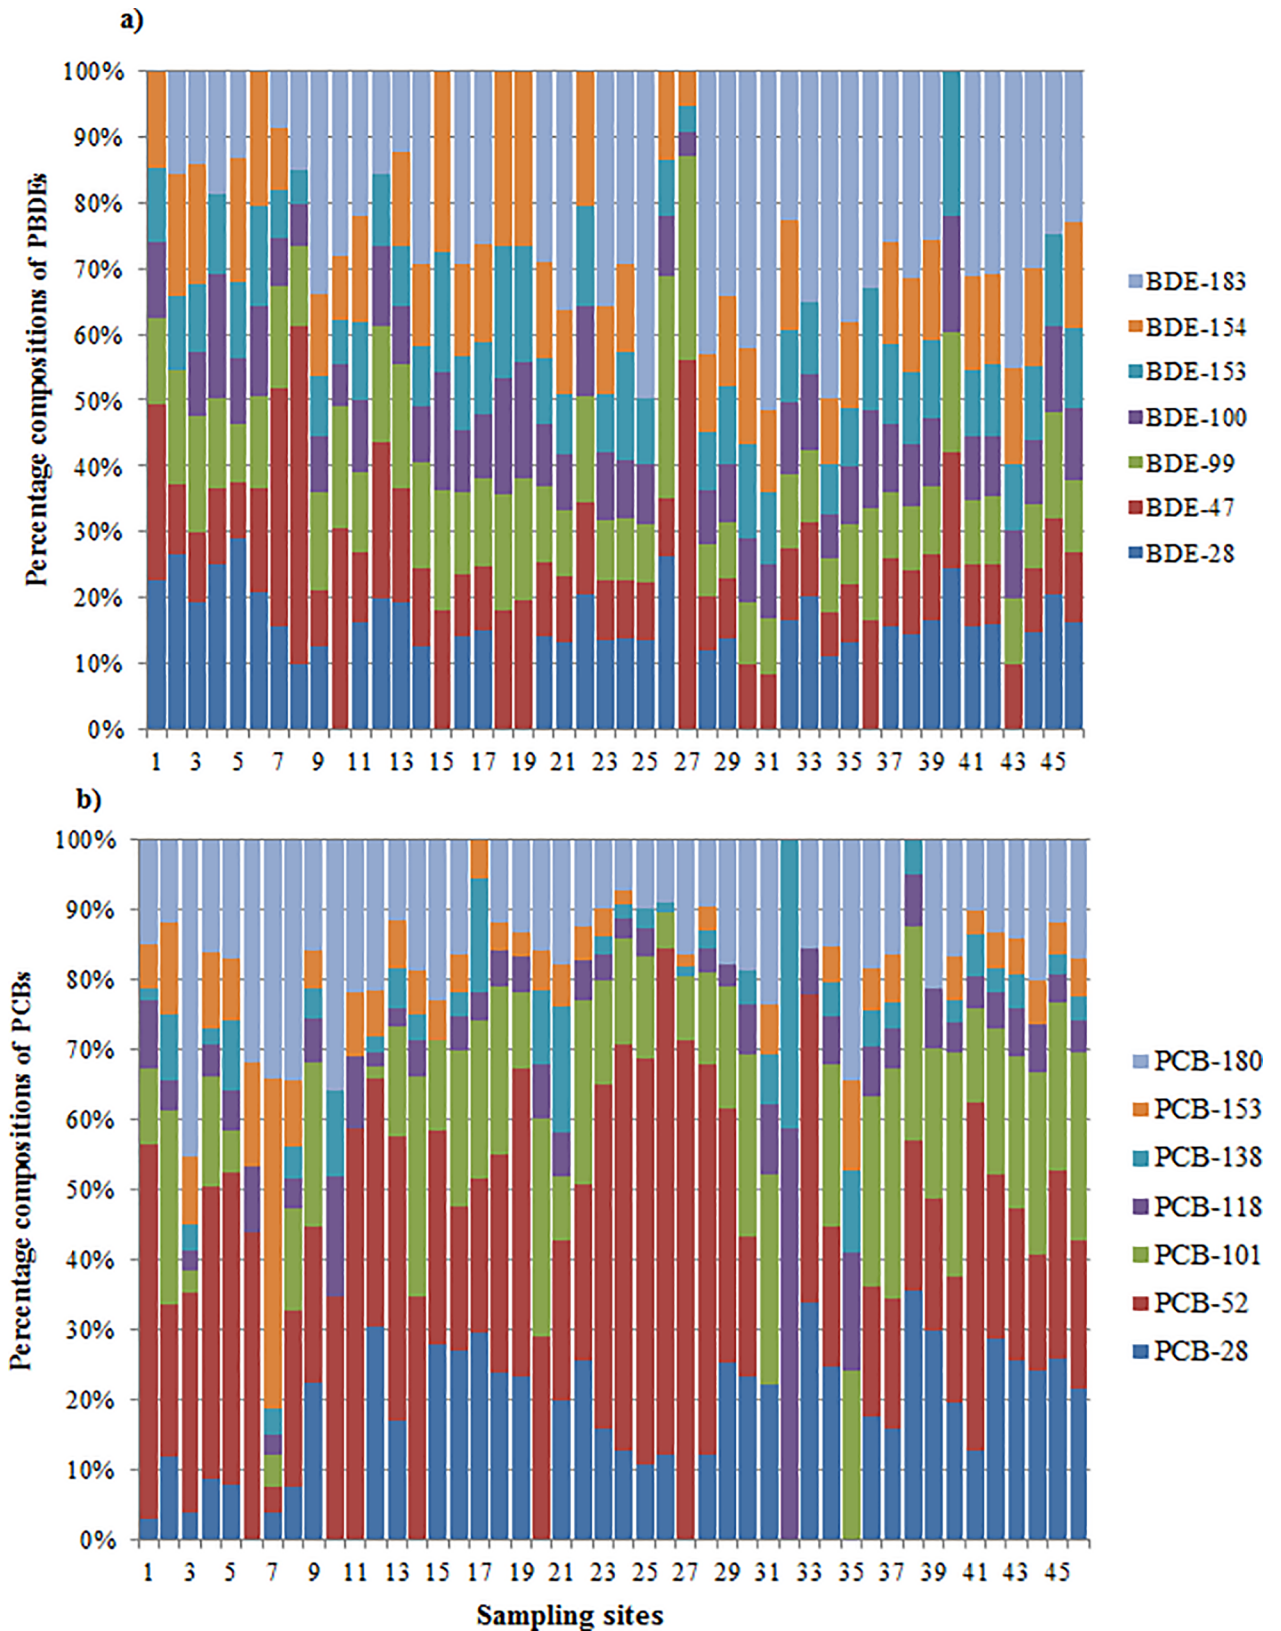 a)
Percentage compositions of PBDEs
100%
90%
80%
70%
60%
50%
40%
30%
20%
10%
0%
1 3 5 7 9 11 13 15 17 19 21 23 25 27 29 31 33 35 37 39 41 43 45
BDE-183
BDE-154
BDE-153
BDE-100
BDE-99
BDE-47
BDE-28
b)
Percentage compositions of PCBs
100%
90%
80%
70%
60%
50%
40%
30%
20%
10%
0%
1 3 5 7 9 11 13 15 17 19 21 23 25 27 29 31 33 35 37 39 41 43 45
Sampling sites
PCB-180
PCB-153
PCB-138
PCB-118
PCB-101
PCB-52
PCB-28